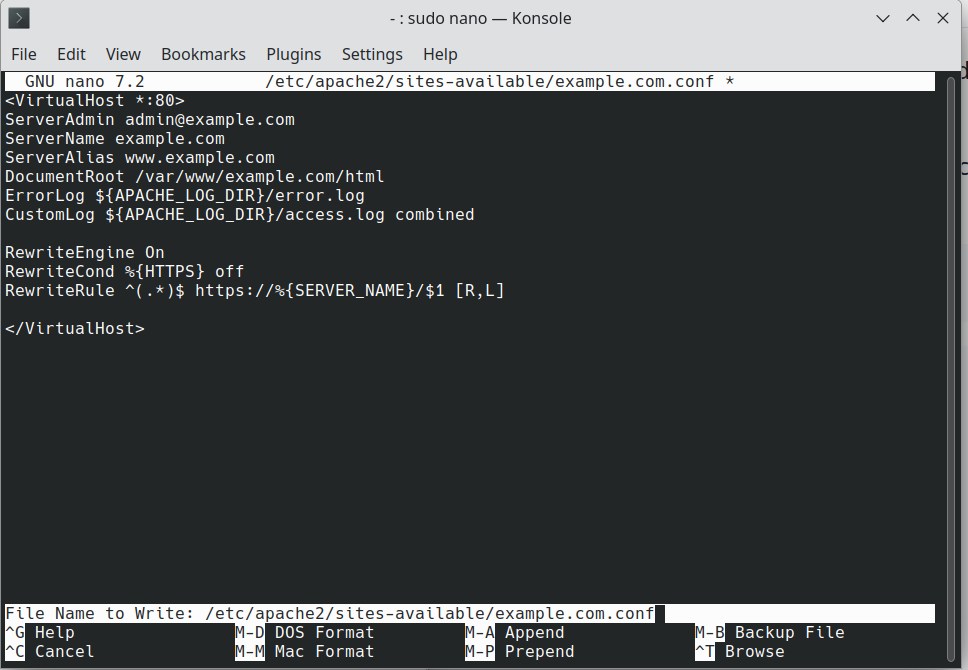 - : sudo nano — Konsole
File Edit View Bookmarks Plugins Settings Help
GNU nano 7.2 /etc/apache2/sites-available/example.com.conf *
<VirtualHost *:80>
ServerAdmin admin@example.com
ServerName example.com
ServerAlias www.example.com
DocumentRoot /var/www/example.com/html
ErrorLog ${APACHE_LOG_DIR}/error.log
CustomLog ${APACHE_LOG_DIR}/access.log combined
RewriteEngine On
RewriteCond %{HTTPS} off
RewriteRule ^(.*)$ https://%{SERVER_NAME}/$1 [R,L]
</VirtualHost>
File Name to Write: /etc/apache2/sites-available/example.com.conf
^G Help M-D DOS Format M-A Append M-B Backup File
^C Cancel M-M Mac Format M-P Prepend ^T Browse